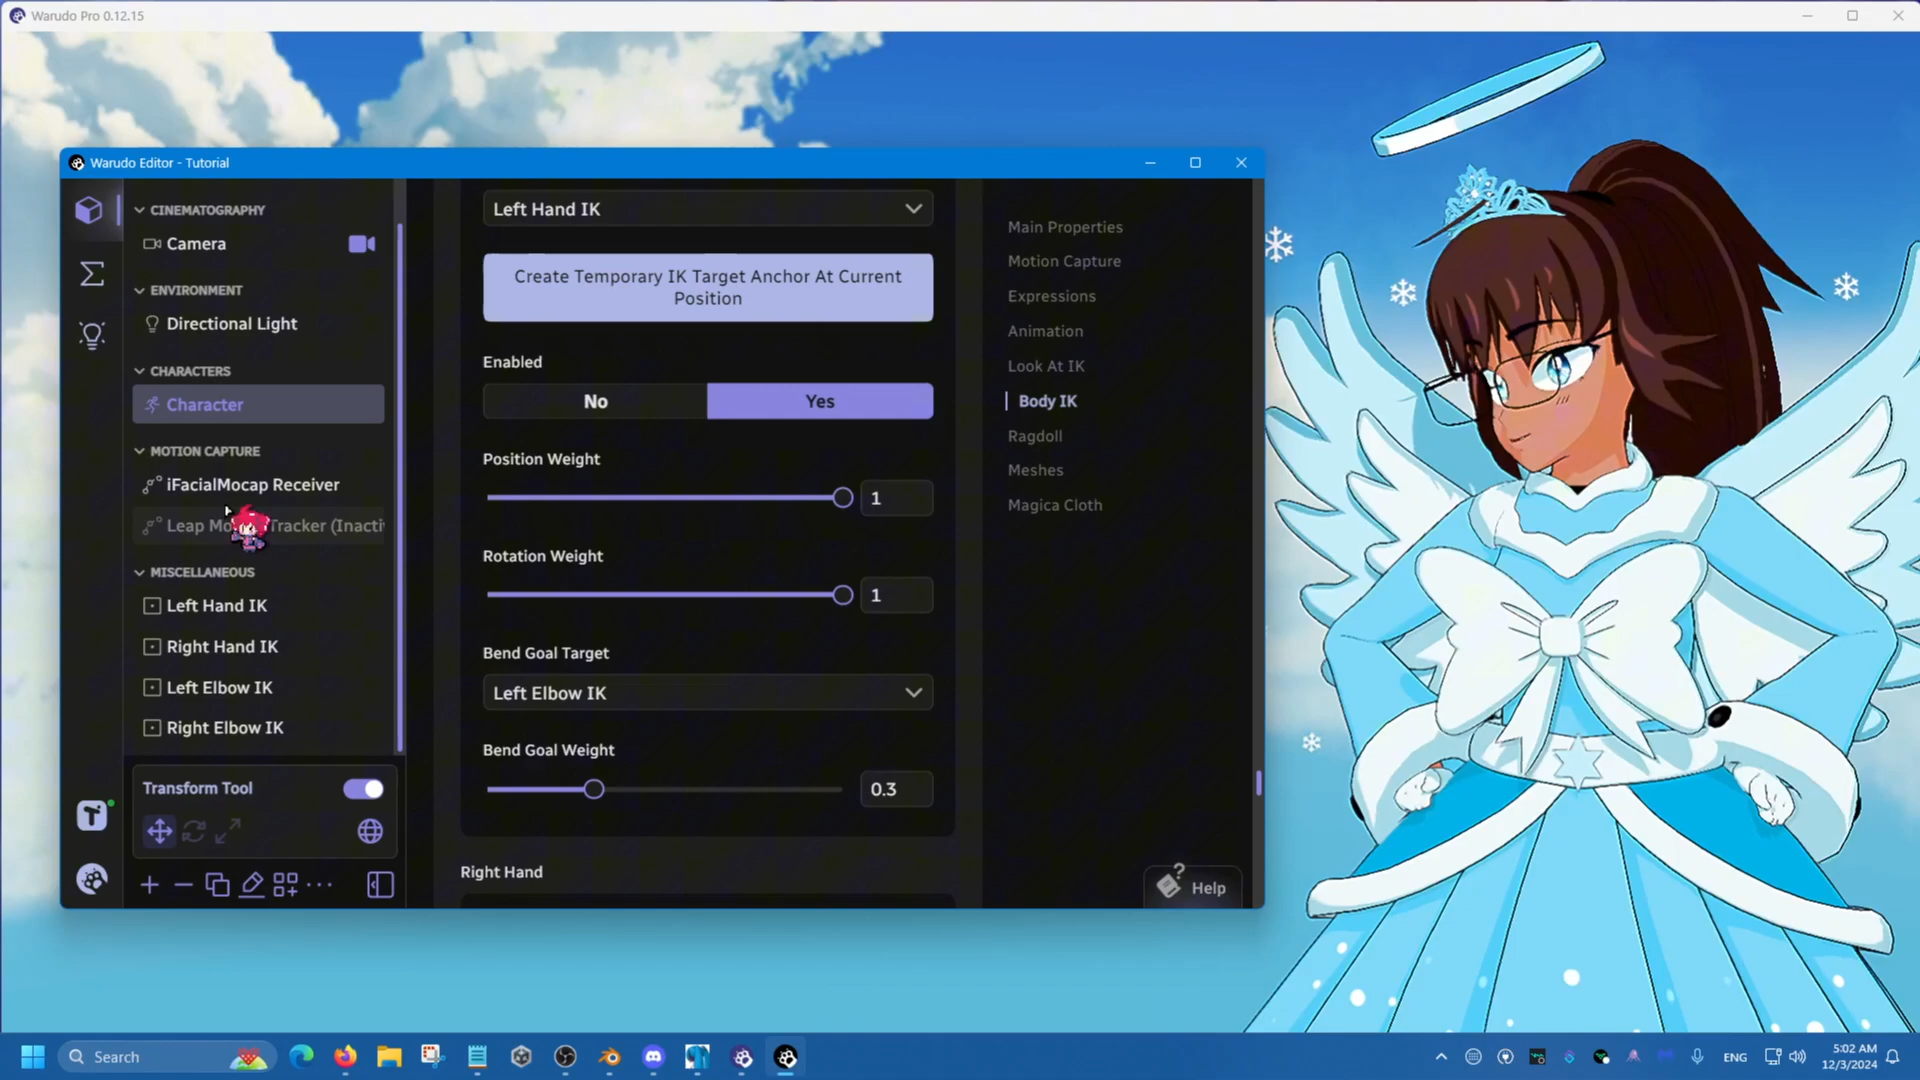 Warudo Pro 0.12.15
Warudo Editor - Tutorial
CINEMATOGRAPHY
Camera
ENVIRONMENT
Directional Light
CHARACTERS
Character
MOTION CAPTURE
iFacialMocap Receiver
Leap Mo Tracker (Inacti
MISCELLANEOUS
Left Hand IK
Right Hand IK
Left Elbow IK
Right Elbow IK
Transform Tool
Left Hand IK
Create Temporary IK Target Anchor At Current
Position
Enabled
No Yes
Position Weight
1
Rotation Weight
1
Bend Goal Target
Left Elbow IK
Bend Goal Weight
0.3
Right Hand
Main Properties
Motion Capture
Expressions
Animation
Look At IK
Body IK
Ragdoll
Meshes
Magica Cloth
Help
Search
ENG
5:02 AM
12/3/2024